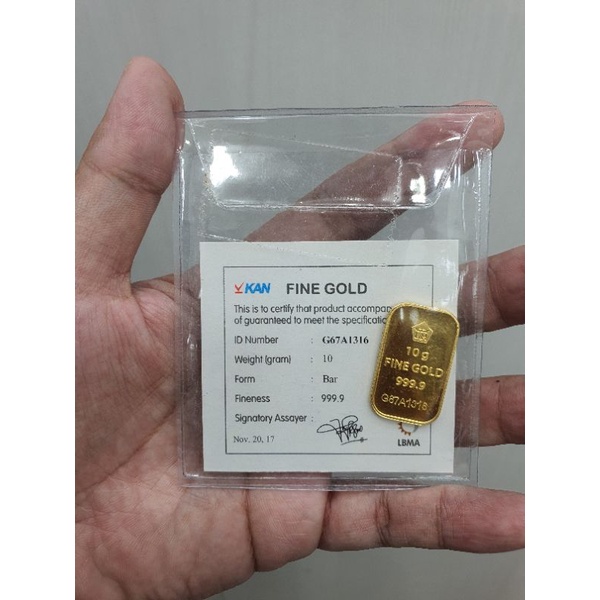 KAN FINE GOLD
This is to certify that product accompa
of guaranteed to meet the specificatio
ID Number : G67A1316
Weight (gram) : 10
Form : Bar
Fineness : 999.9
Signatory Assayer :
Nov. 20, 17
LBMA
10g
FINE GOLD
999.9
G67A1316